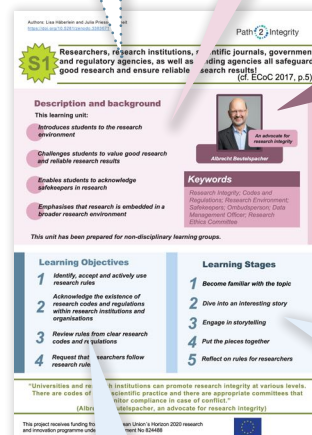 Authors: Lisa Häberlein and Julia Priess
Path2Integrity
S1
Researchers, research institutions, scientific journals, governmen
and regulatory agencies, as well as funding agencies all safeguard
good research and ensure reliable research results!
(cf. ECoC 2017, p.5)
Description and background
This learning unit:
Introduces students to the research
environment
Challenges students to value good research
and reliable research results
Enables students to acknowledge
safekeepers in research
Emphasises that research is embedded in a
broader research environment
An advocate for
research integrity
Albrecht Beutelspacher
Keywords
Research Integrity; Codes and
Regulations; Research Environment;
Safekeepers; Ombudsperson; Data
Management Officer; Research
Ethics Committee
This unit has been prepared for non-disciplinary learning groups.
Learning Objectives
1 Identify, accept and actively use
research rules
2 Acknowledge the existence of
research codes and regulations
within research institutions and
organisations
3 Review rules from clear research
codes and regulations
4 Request that researchers follow
research rules
Learning Stages
1 Become familiar with the topic
2 Dive into an interesting story
3 Engage in storytelling
4 Put the pieces together
5 Reflect on rules for researchers
"Universities and research institutions can promote research integrity at various levels.
There are codes of scientific practice and there are appropriate committees that
monitor compliance in case of conflict."
(Albrecht Beutelspacher, an advocate for research integrity)
This project receives funding from European Union's Horizon 2020 research
and innovation programme under agreement No 824488